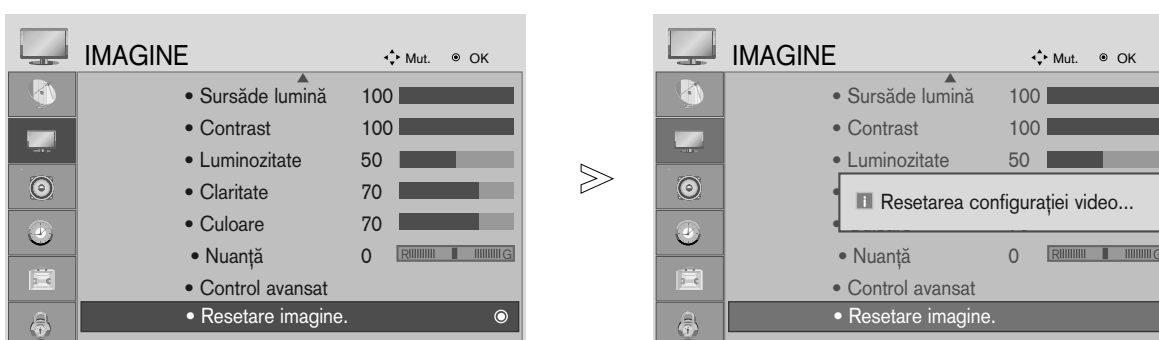 IMAGINE Mut. OK
• Sursăde lumină 100
• Contrast 100
• Luminozitate 50
• Claritate 70
• Culoare 70
• Nuanță 0 R G
• Control avansat
• Resetare imagine.
>
IMAGINE Mut. OK
• Sursăde lumină 100
• Contrast 100
• Luminozitate 50
i Resetarea configurației video...
• Nuanță 0 R G
• Control avansat
• Resetare imagine.